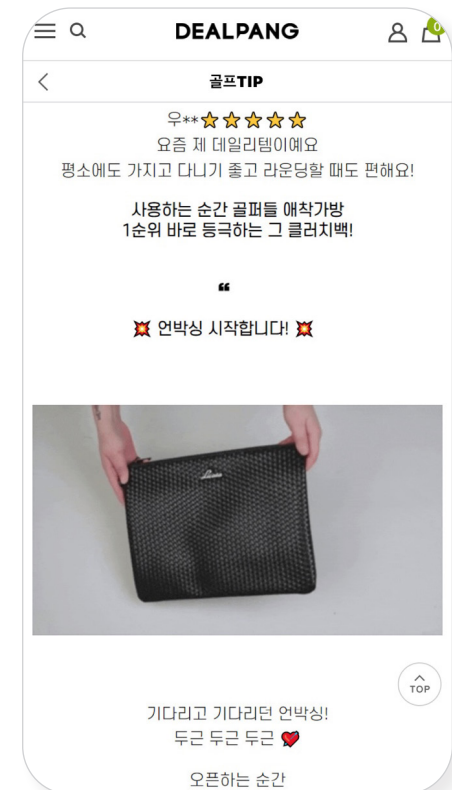 DEALPANG
0
골프TIP
우**⭐⭐⭐⭐⭐
요즘 제 데일리템이예요
평소에도 가지고 다니기 좋고 라운딩할 때도 편해요!
사용하는 순간 골퍼들 애착가방
1순위 바로 등극하는 그 클러치백!
❝
💥 언박싱 시작합니다! 💥
TOP
기다리고 기다리던 언박싱!
두근 두근 두근 💘
오픈하는 순간